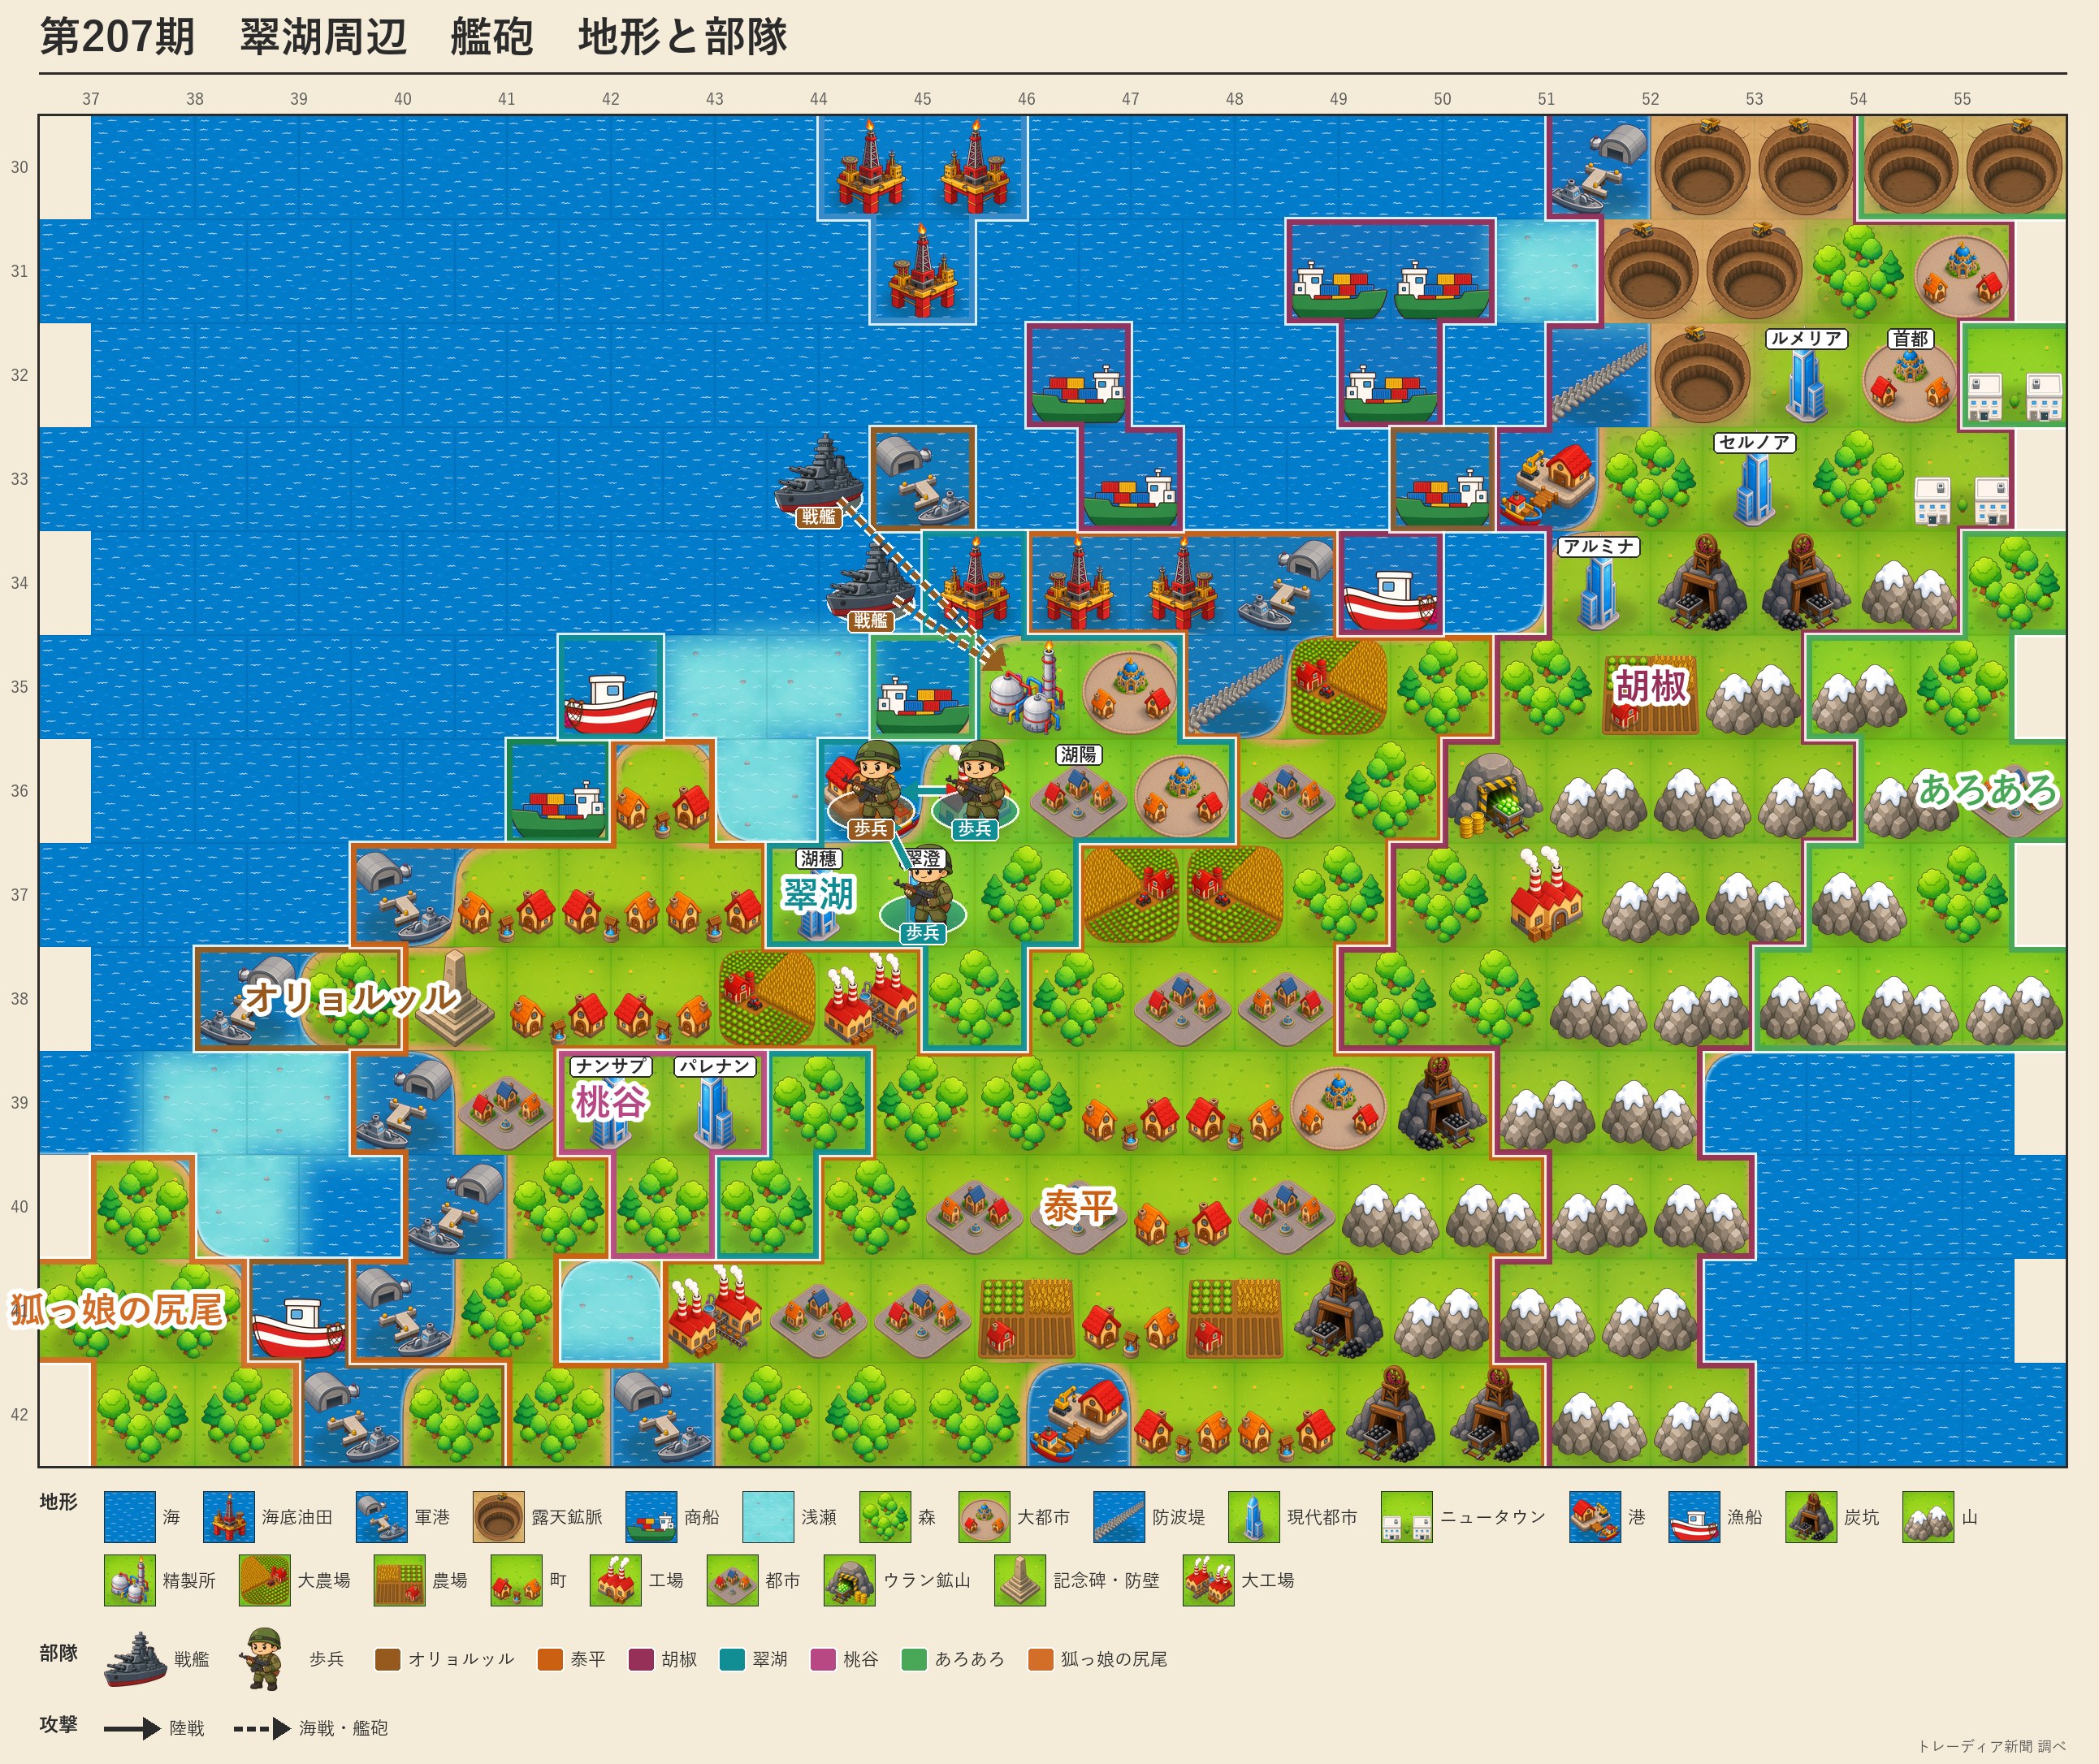 第207期　翠湖周辺　艦砲　地形と部隊
37 38 39 40 41 42 43 44 45 46 47 48 49 50 51 52 53 54 55
30
31
32
ルメリア
首都
33
セルノア
戦艦
34
アルミナ
戦艦
35
胡椒
36
湖陽
あろあろ
歩兵
歩兵
37
湖穂
翠澄
翠湖
歩兵
38
オリョルッル
39
ナンサプ
パレナン
桃谷
40
泰平
狐っ娘の尻尾
42
地形
海
海底油田
軍港
露天鉱脈
商船
浅瀬
森
大都市
防波堤
現代都市
ニュータウン
港
漁船
炭坑
山
精製所
大農場
農場
町
工場
都市
ウラン鉱山
記念碑・防壁
大工場
部隊
戦艦
歩兵
オリョルッル
泰平
胡椒
翠湖
桃谷
あろあろ
狐っ娘の尻尾
攻撃
陸戦
海戦・艦砲
トレーディア新聞 調べ